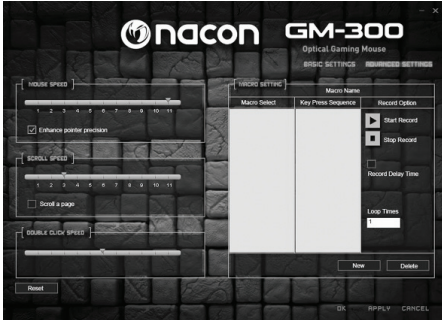 nacon GM-300
Optical Gaming Mouse
BASIC SETTINGS ADVANCED SETTINGS
MOUSE SPEED
1 2 3 4 5 6 7 8 9 10 11
Enhance pointer precision
SCROLL SPEED
1 2 3 4 5 6 7 8 9 10 11
Scroll a page
DOUBLE CLICK SPEED
Reset
MACRO SETTING
Macro Name
Macro Select Key Press Sequence Record Option
Start Record
Stop Record
Record Delay Time
Loop Times
1
New Delete
OK APPLY CANCEL